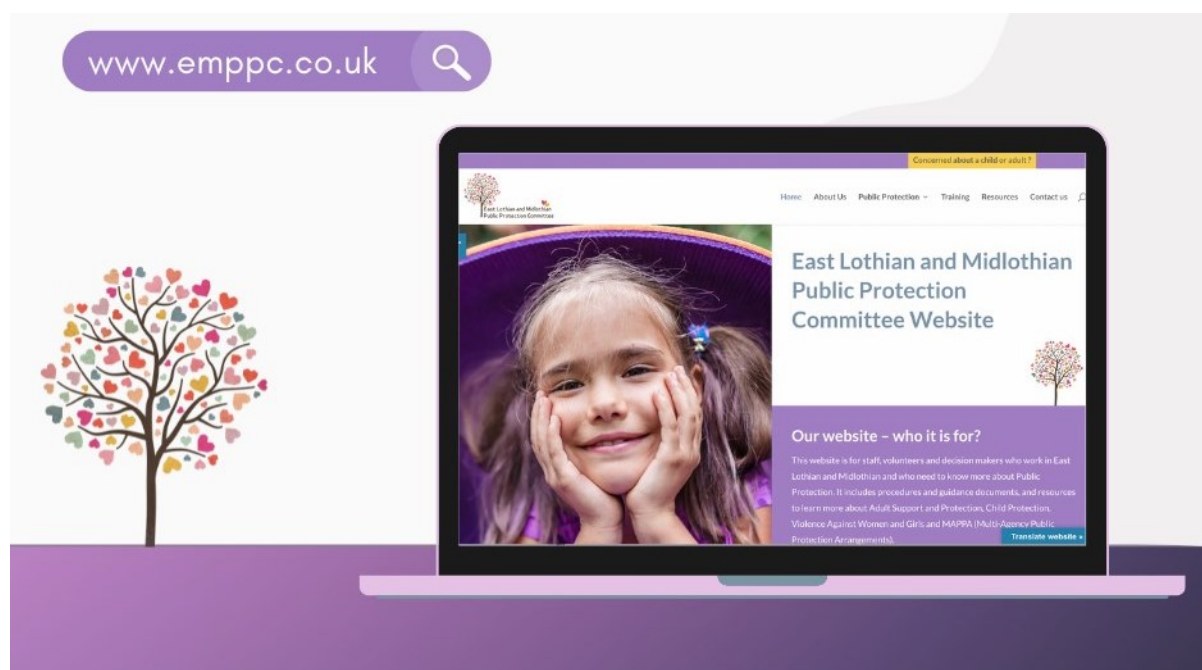 www.emppc.co.uk
Concerned about a child or adult ?
East Lothian and Midlothian
Public Protection Committee
Home About Us Public Protection Training Resources Contact us
East Lothian and Midlothian
Public Protection
Committee Website
Our website – who it is for?
This website is for staff, volunteers and decision makers who work in East
Lothian and Midlothian and who need to know more about Public
Protection. It includes procedures and guidance documents, and resources
to learn more about Adult Support and Protection, Child Protection,
Violence Against Women and Girls and MAPPA (Multi-Agency Public
Protection Arrangements).
Translate website »